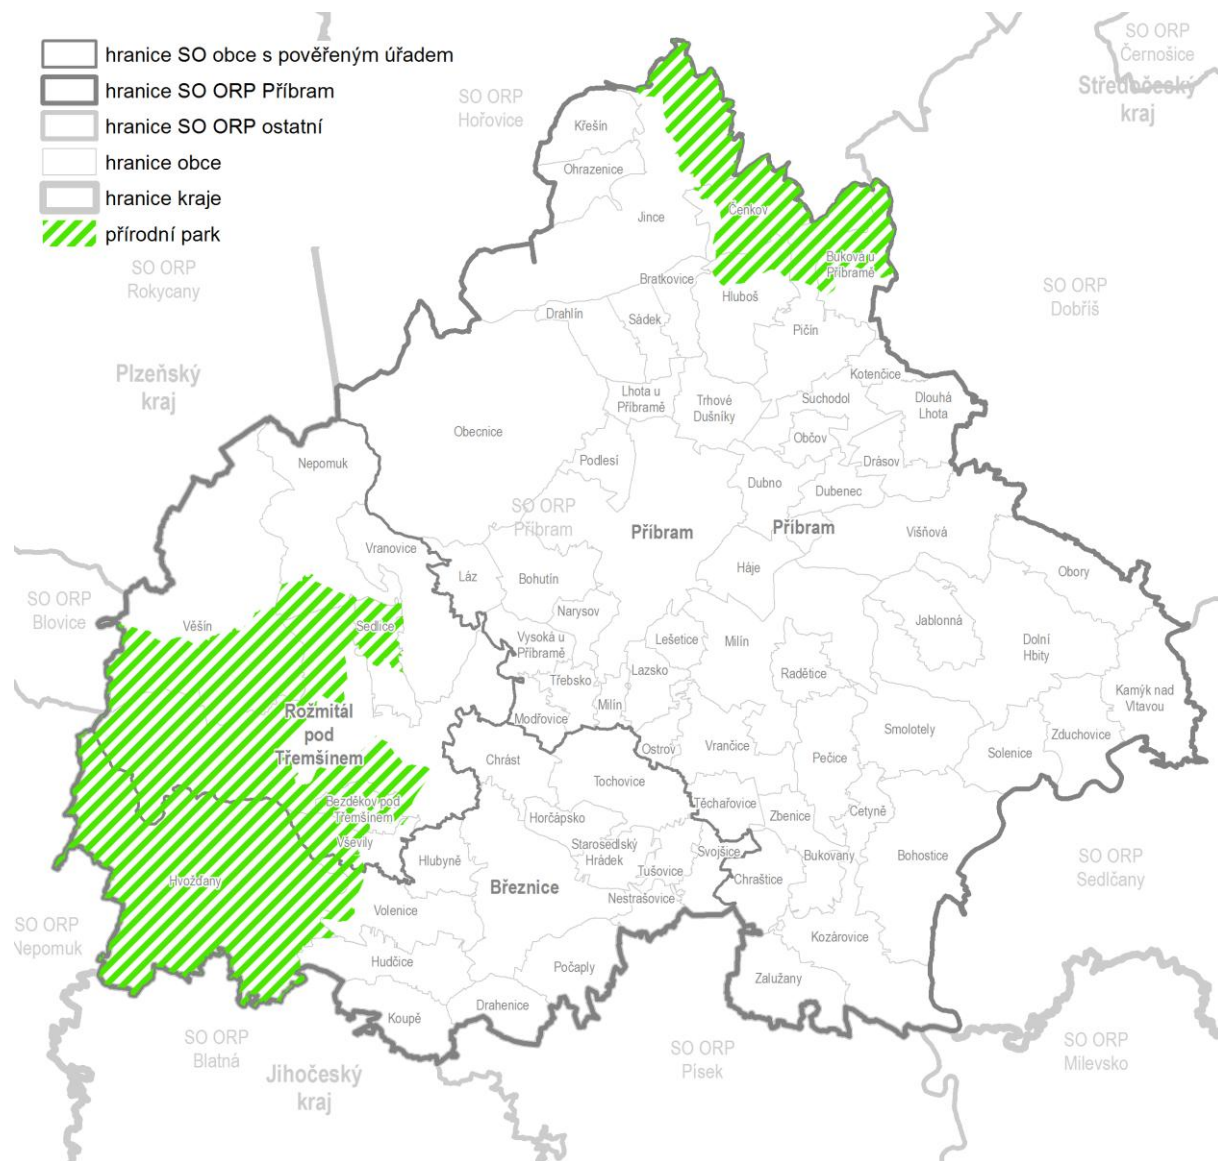 hranice SO obce s pověřeným úřadem
hranice SO ORP Příbram
hranice SO ORP ostatní
hranice obce
hranice kraje
přírodní park
SO ORP
Černošice
Středočeský
kraj
SO ORP
Hořovice
Křešín
Ohrazenice
Jince
Čenkov
Bukova u
Příbramě
SO ORP
Rokycany
Bratkovice
Hluboš
SO ORP
Dobříš
Drahlín
Sádek
Pičín
Plzeňský
kraj
Kotenčice
Lhota u
Příbramě
Trhové
Dušníky
Suchodol
Dlouhá
Lhota
Obecnice
Občov
Nepomuk
Podlesí
Drásov
Dubno
Dubenec
SO ORP
Příbram
Příbram
Příbram
Višňová
Vranovice
Láz
Bohutín
Háje
Obory
SO ORP
Blovice
Narysov
Věšín
Sedlice
Vysoká u
Příbramě
Lešetice
Milín
Jablonná
Dolní
Hbity
Třebsko
Lazsko
Radětice
Kamýk nad
Vltavou
Rožmitál
pod
Třemšínem
Modřovice
Milín
Smolotely
Zduchovice
Chrást
Ostrov
Vrančice
Pečice
Solenice
Tochovice
Bezděkov pod
Třemšínem
Horčápsko
Těchařovice
Zbenice
Cetyně
Vševily
Starosedlský
Hrádek
Svojšice
Hlubyně
Tušovice
Bukovany
Bohostice
SO ORP
Sedlčany
Hvožďany
Březnice
Chraštice
Nestrašovice
Volenice
SO ORP
Nepomuk
Kozárovice
Hudčice
Počaply
Zalužany
Koupě
Drahenice
SO ORP
Blatná
SO ORP
Písek
SO ORP
Milevsko
Jihočeský
kraj